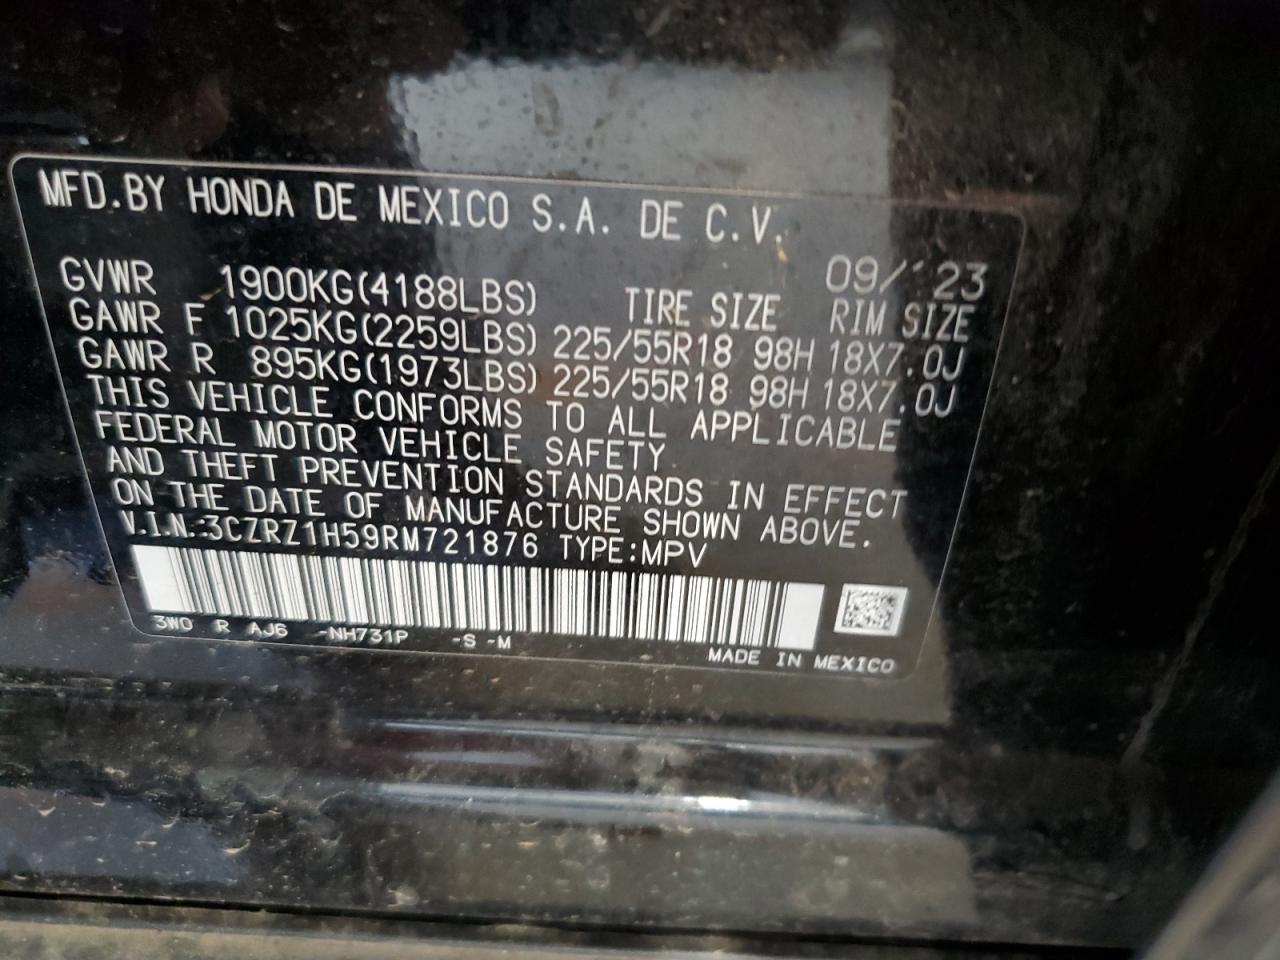 MFD.BY HONDA DE MEXICO S.A. DE C.V.
09/'23
GVWR 1900KG(4188LBS) TIRE SIZE RIM SIZE
GAWR F 1025KG(2259LBS) 225/55R18 98H 18X7.0J
GAWR R 895KG(1973LBS) 225/55R18 98H 18X7.0J
THIS VEHICLE CONFORMS TO ALL APPLICABLE
FEDERAL MOTOR VEHICLE SAFETY
AND THEFT PREVENTION STANDARDS IN EFFECT
ON THE DATE OF MANUFACTURE SHOWN ABOVE.
V.I.N.:3CZRZ1H59RM721876 TYPE:MPV
3W0 R AJ6 -NH731P -S -M
MADE IN MEXICO